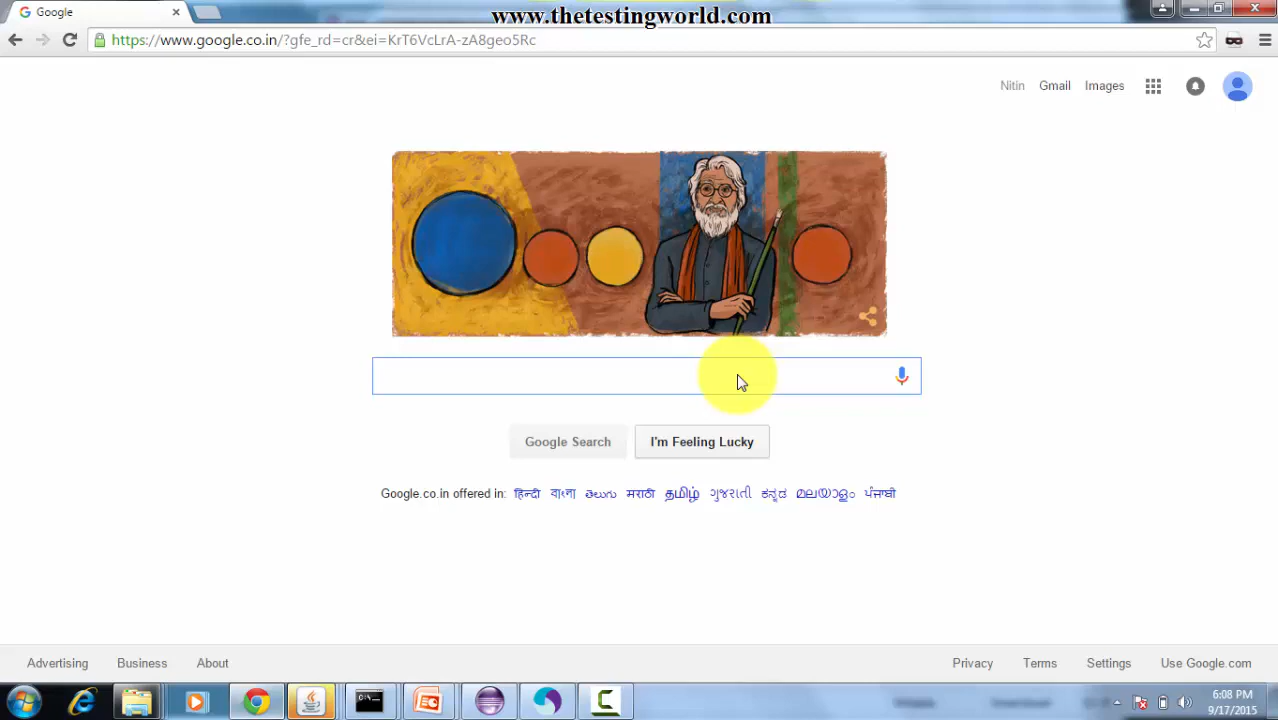 www.thetestingworld.com
Google
https://www.google.co.in/?gfe_rd=cr&ei=KrT6VcLrA-zA8geo5Rc
Nitin Gmail Images
Google Search I'm Feeling Lucky
Google.co.in offered in: हिन्दी বাংলা తెలుగు मराठी தமிழ் ગુજરાતી ಕನ್ನಡ മലയാളം ਪੰਜਾਬੀ
Advertising Business About Privacy Terms Settings Use Google.com
6:08 PM
9/17/2015